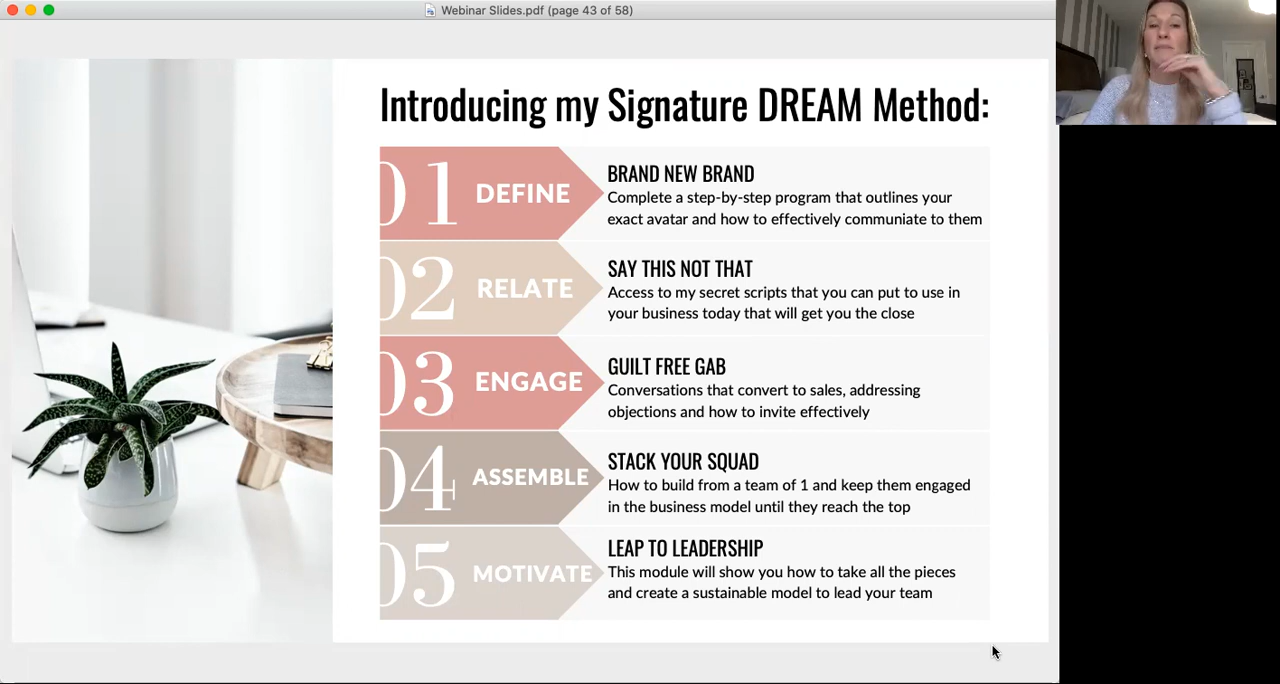 Webinar Slides.pdf (page 43 of 58)
Introducing my Signature DREAM Method:
01 DEFINE
BRAND NEW BRAND
Complete a step-by-step program that outlines your
exact avatar and how to effectively communiate to them
02 RELATE
SAY THIS NOT THAT
Access to my secret scripts that you can put to use in
your business today that will get you the close
03 ENGAGE
GUILT FREE GAB
Conversations that convert to sales, addressing
objections and how to invite effectively
04 ASSEMBLE
STACK YOUR SQUAD
How to build from a team of 1 and keep them engaged
in the business model until they reach the top
05 MOTIVATE
LEAP TO LEADERSHIP
This module will show you how to take all the pieces
and create a sustainable model to lead your team